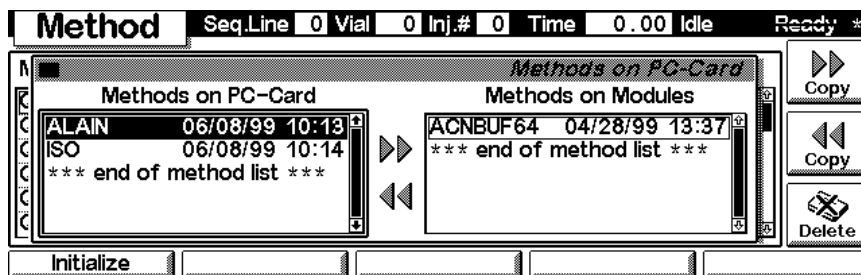 Method Seq.Line 0 Vial 0 Inj.# 0 Time 0.00 Idle Ready *
Methods on PC-Card
Copy
Methods on PC-Card Methods on Modules
ALAIN 06/08/99 10:13 ACNBUF64 04/28/99 13:37
ISO 06/08/99 10:14 *** end of method list ***
*** end of method list ***
Copy
Delete
Initialize